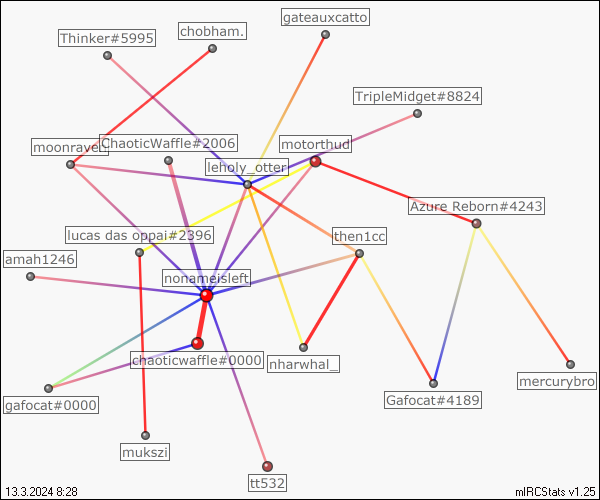 gateauxcatto
chobham.
Thinker#5995
TripleMidget#8824
moonravell
ChaoticWaffle#2006
motorthud
leholy_otter
Azure Reborn#4243
lucas das oppai#2396
then1cc
amah1246
nonameisleft
chaoticwaffle#0000
nharwhal_
mercurybro
gafocat#0000
Gafocat#4189
mukszi
tt532
13.3.2024 8:28
mIRCStats v1.25